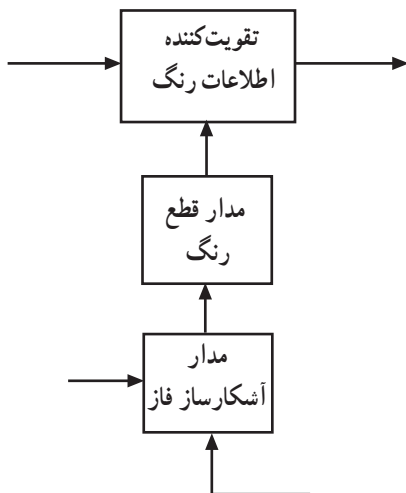 تقویت‌کننده
اطلاعات رنگ
مدار قطع
رنگ
مدار
آشکارساز فاز